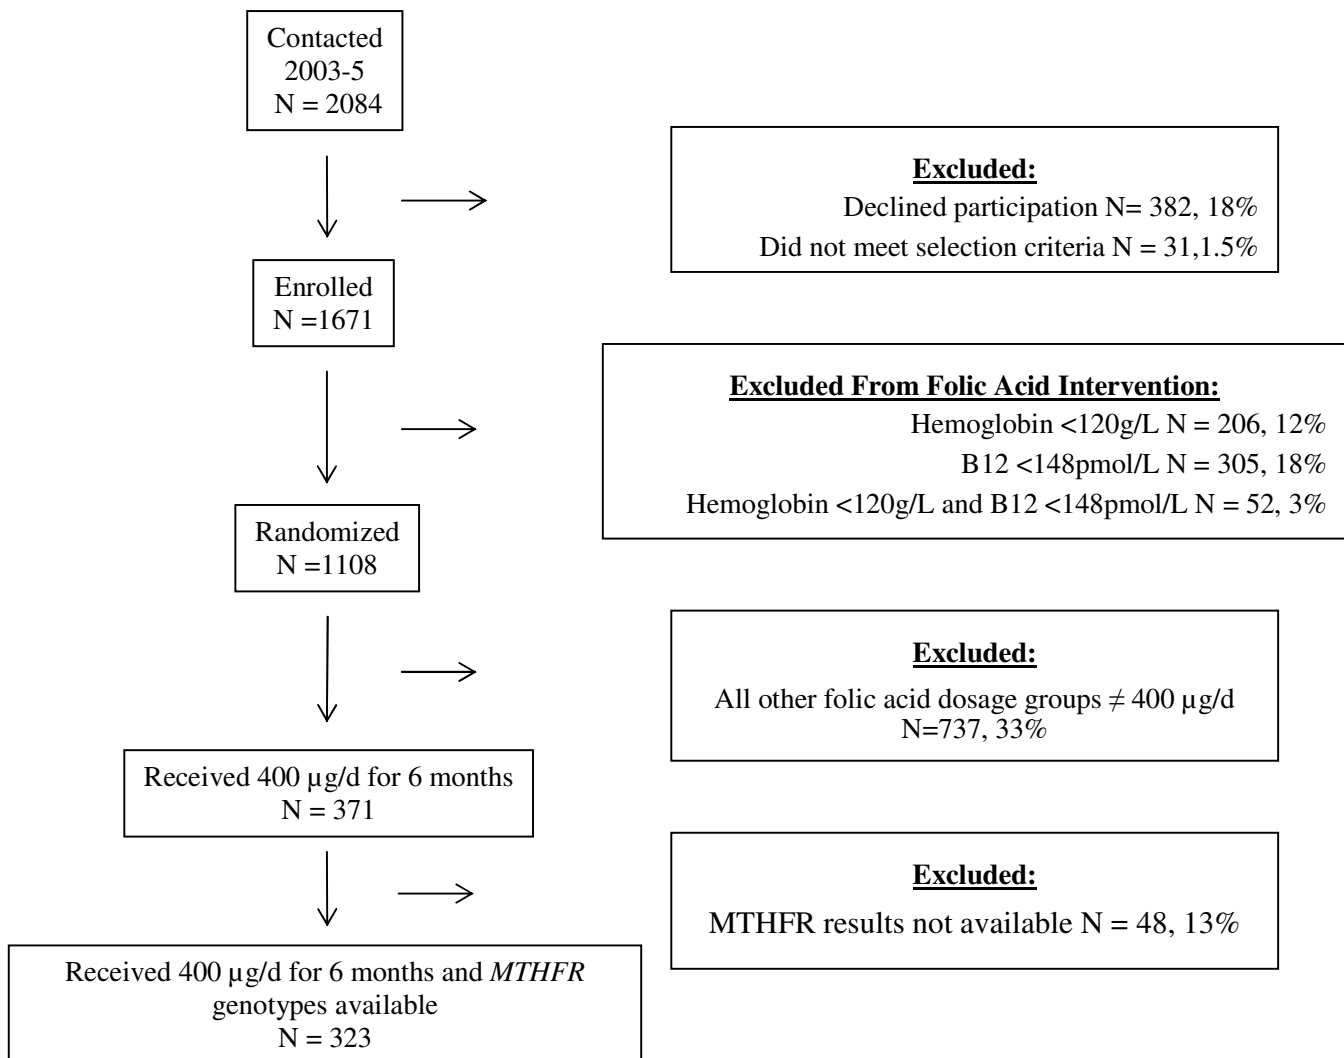 Contacted
2003-5
N = 2084
Excluded:
Declined participation N= 382, 18%
Did not meet selection criteria N = 31,1.5%
Enrolled
N =1671
Excluded From Folic Acid Intervention:
Hemoglobin <120g/L N = 206, 12%
B12 <148pmol/L N = 305, 18%
Hemoglobin <120g/L and B12 <148pmol/L N = 52, 3%
Randomized
N =1108
Excluded:
All other folic acid dosage groups ≠ 400 µg/d
N=737, 33%
Received 400 µg/d for 6 months
N = 371
Excluded:
MTHFR results not available N = 48, 13%
Received 400 µg/d for 6 months and MTHFR
genotypes available
N = 323